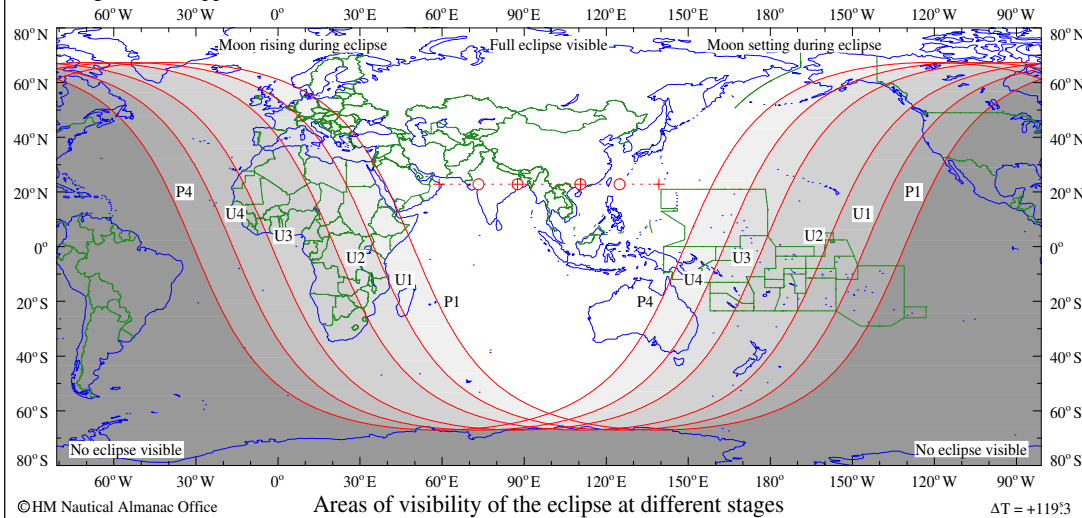 60° W 30° W 0° 30° E 60° E 90° E 120° E 150° E 180° 150° W 120° W 90° W
80° N Moon rising during eclipse Full eclipse visible Moon setting during eclipse 80° N
60° N 60° N
40° N 40° N
20° N P4 P1 20° N
U4 U1
U3 U2
0° U2 U3 0°
U1 U4
20° S P1 P4 20° S
40° S 40° S
60° S 60° S
No eclipse visible No eclipse visible
80° S 80° S
60° W 30° W 0° 30° E 60° E 90° E 120° E 150° E 180° 150° W 120° W 90° W
©HM Nautical Almanac Office Areas of visibility of the eclipse at different stages ΔT = +119ˢ.3